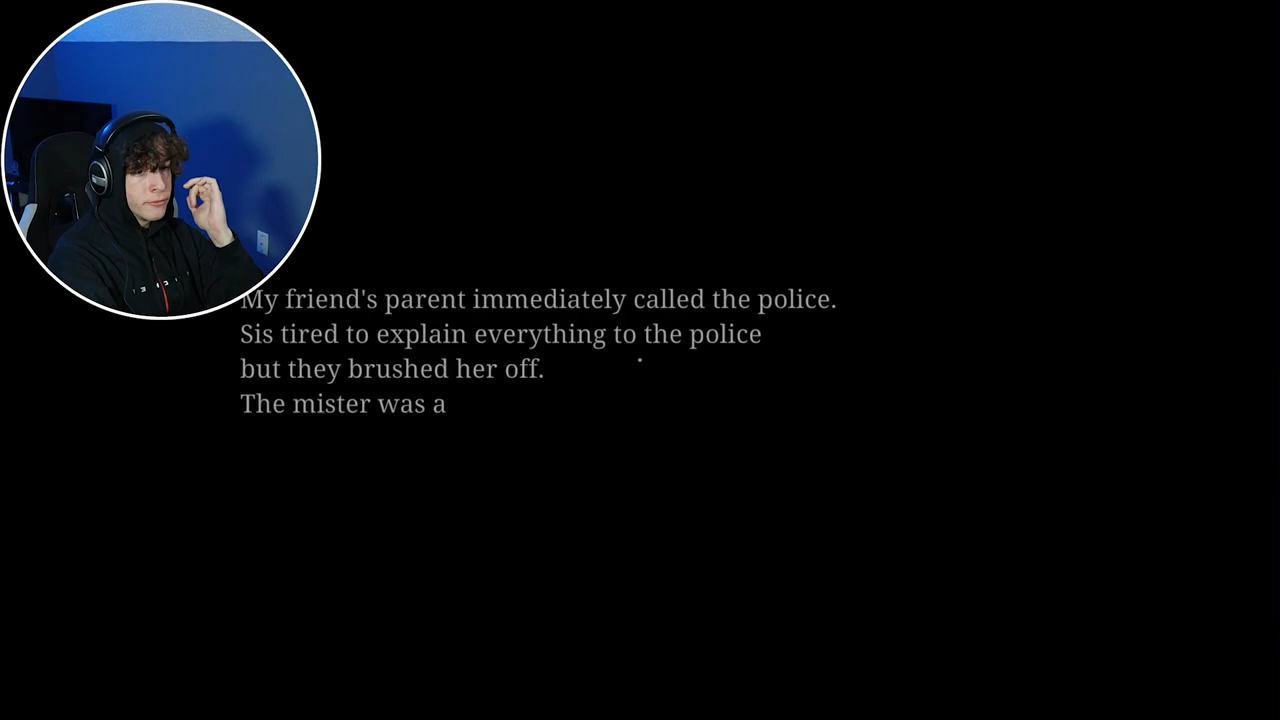 My friend's parent immediately called the police.
Sis tired to explain everything to the police
but they brushed her off.
The mister was a